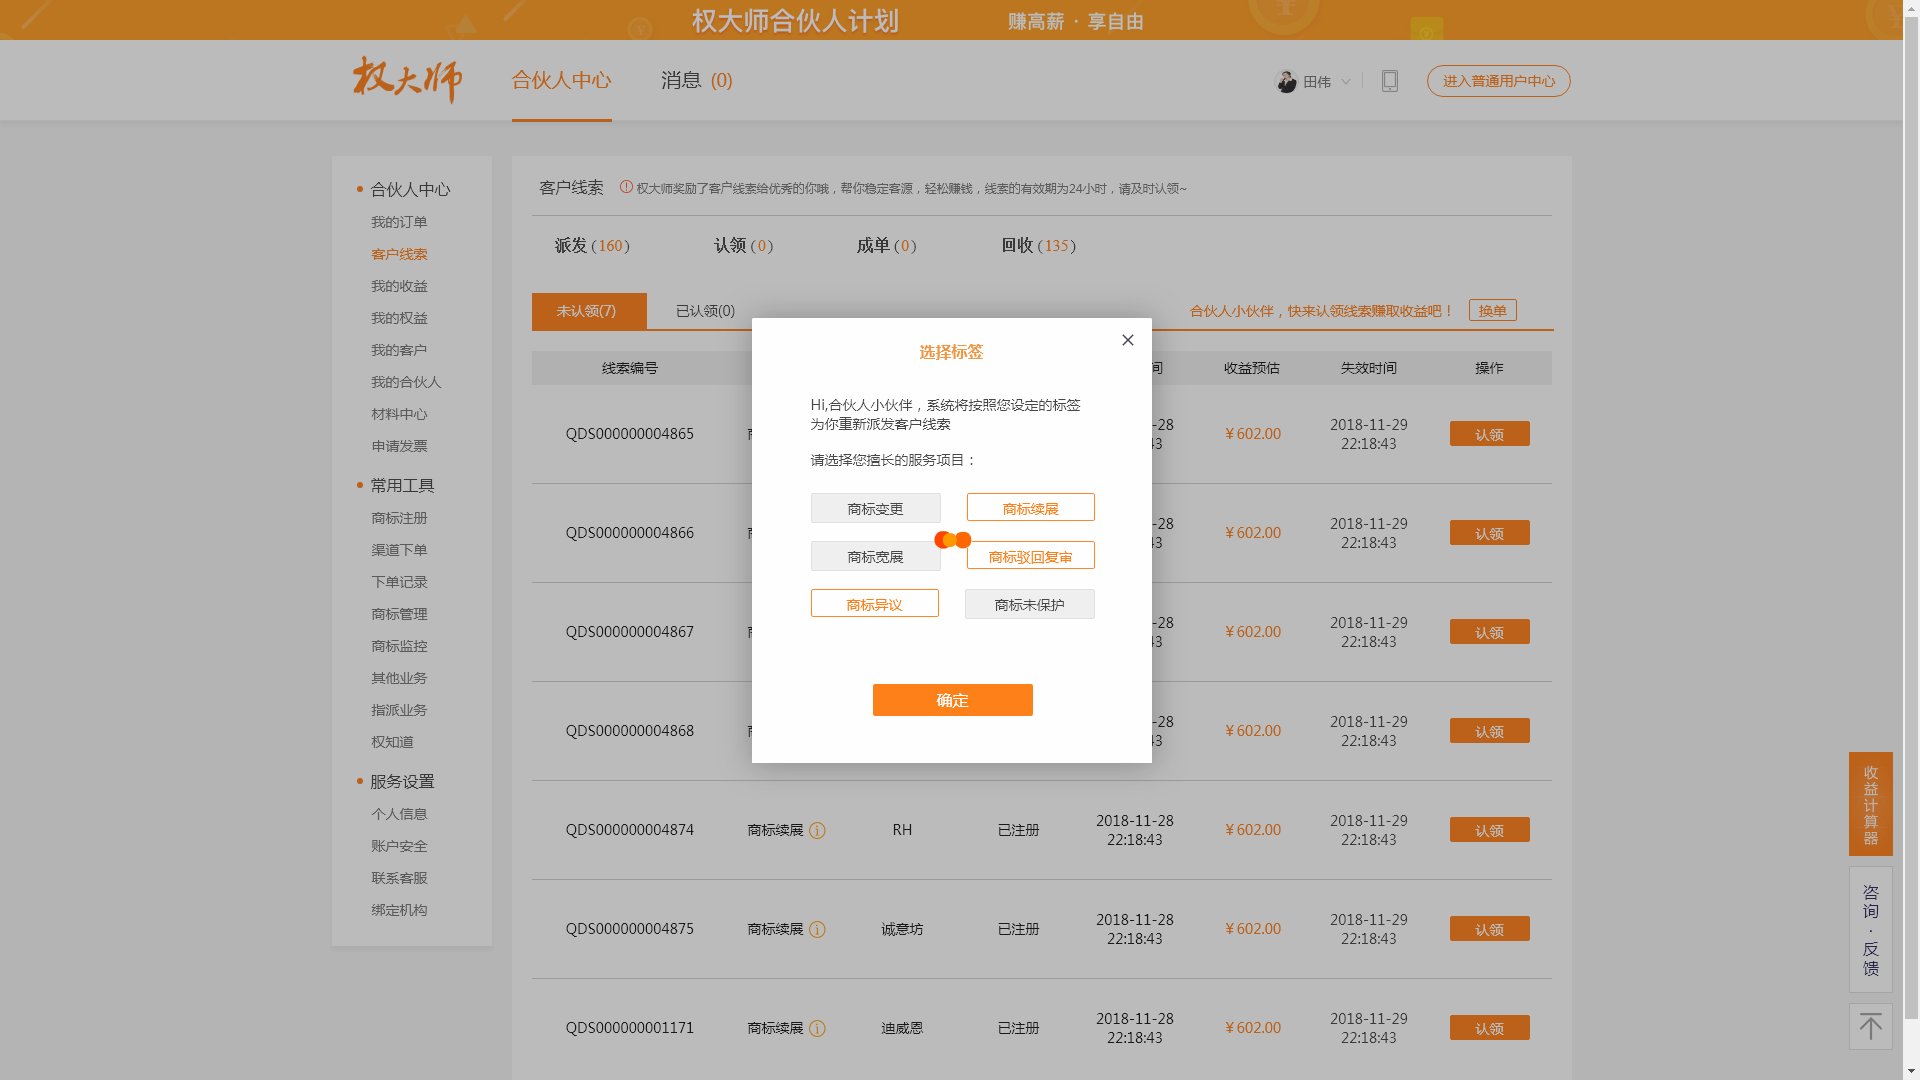 权大师合伙人计划 赚高薪 · 享自由
权大师 合伙人中心 消息 (0) 田伟 进入普通用户中心
合伙人中心
我的订单
客户线索
我的收益
我的权益
我的客户
我的合伙人
材料中心
申请发票
常用工具
商标注册
渠道下单
下单记录
商标管理
商标监控
其他业务
指派业务
权知道
服务设置
个人信息
账户安全
联系客服
绑定机构
客户线索 权大师奖励了客户线索给优秀的你哦，帮你稳定客源，轻松赚钱，线索的有效期为24小时，请及时认领~
派发 (160) 认领 (0) 成单 (0) 回收 (135)
未认领(7) 已认领(0) 合伙人小伙伴，快来认领线索赚取收益吧！ 换单
线索编号 间 收益预估 失效时间 操作
QDS000000004865 -28 ￥602.00 2018-11-29 22:18:43 认领
QDS000000004866 -28 ￥602.00 2018-11-29 22:18:43 认领
QDS000000004867 -28 ￥602.00 2018-11-29 22:18:43 认领
QDS000000004868 -28 ￥602.00 2018-11-29 22:18:43 认领
QDS000000004874 商标续展 RH 已注册 2018-11-28 22:18:43 ￥602.00 2018-11-29 22:18:43 认领
QDS000000004875 商标续展 诚意坊 已注册 2018-11-28 22:18:43 ￥602.00 2018-11-29 22:18:43 认领
QDS000000001171 商标续展 迪威恩 已注册 2018-11-28 22:18:43 ￥602.00 2018-11-29 22:18:43 认领
选择标签
Hi,合伙人小伙伴，系统将按照您设定的标签
为你重新派发客户线索
请选择您擅长的服务项目：
商标变更 商标续展
商标宽展 商标驳回复审
商标异议 商标未保护
确定
收益计算器
咨询·反馈